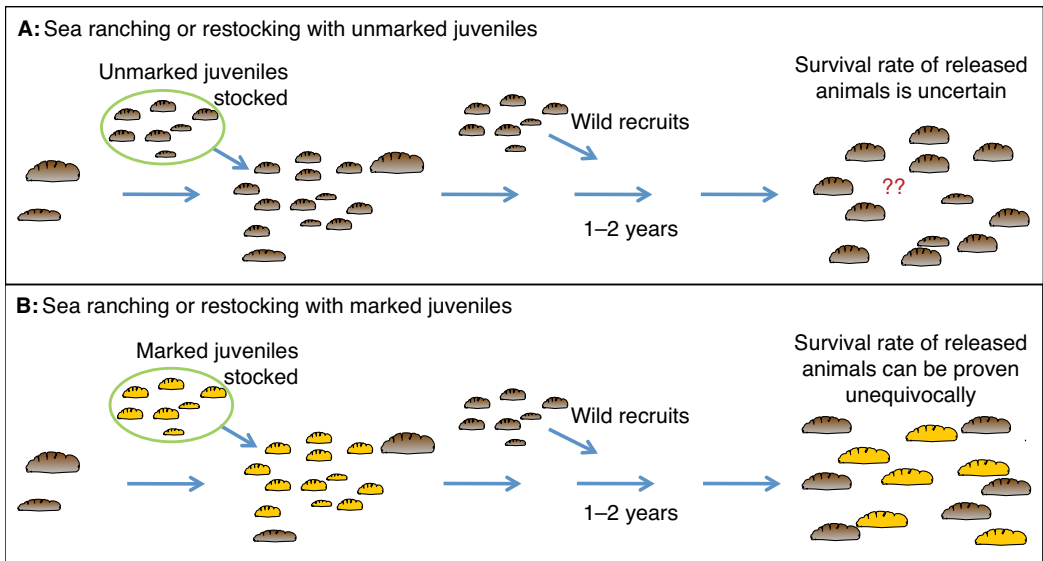 A: Sea ranching or restocking with unmarked juveniles
Unmarked juveniles
stocked
Wild recruits
1–2 years
Survival rate of released
animals is uncertain
??
B: Sea ranching or restocking with marked juveniles
Marked juveniles
stocked
Wild recruits
1–2 years
Survival rate of released
animals can be proven
unequivocally